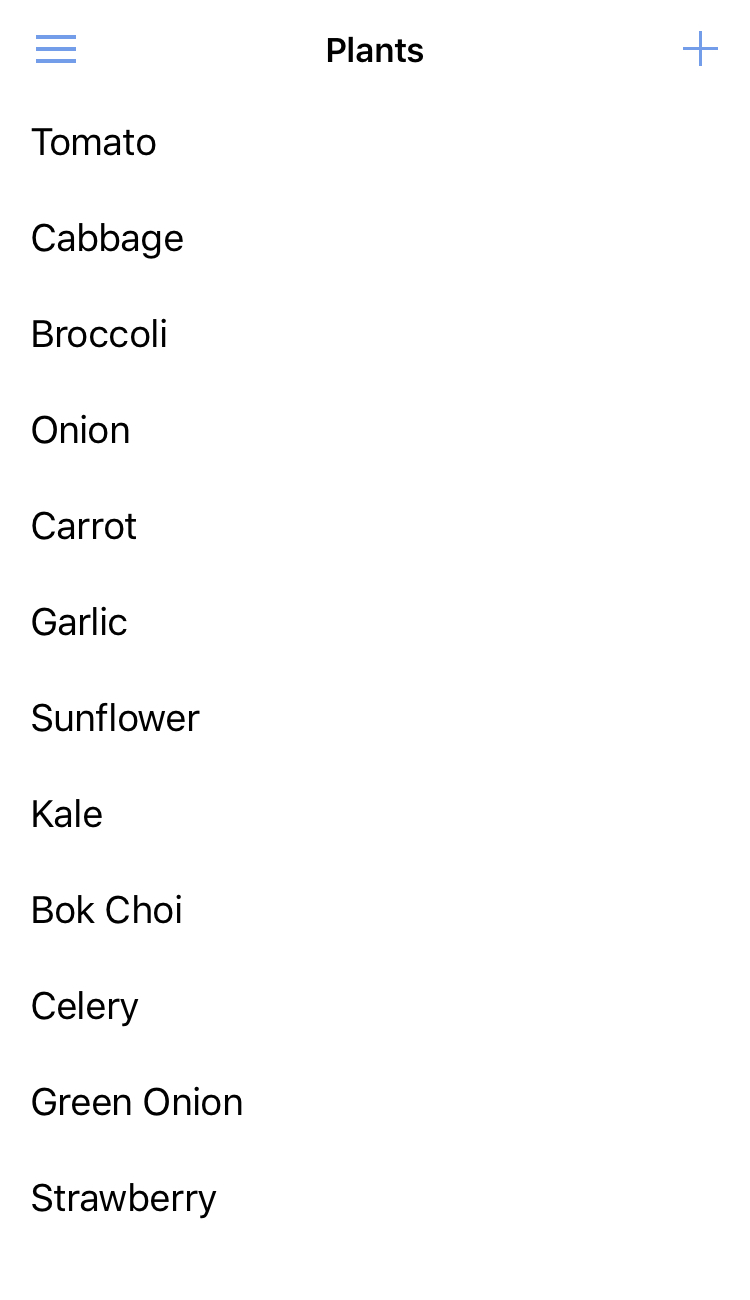 Plants
Tomato
Cabbage
Broccoli
Onion
Carrot
Garlic
Sunflower
Kale
Bok Choi
Celery
Green Onion
Strawberry